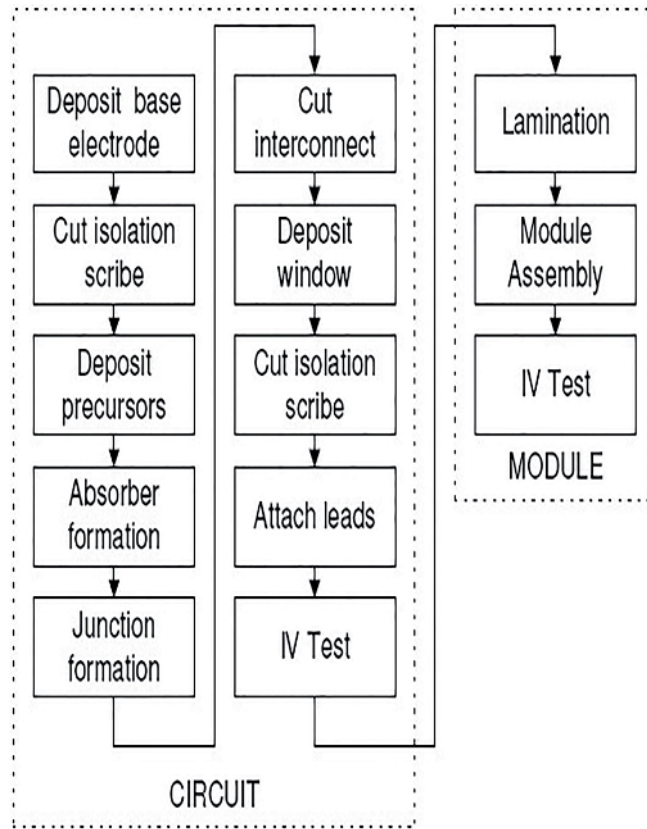 Deposit base
electrode
Cut isolation
scribe
Deposit
precursors
Absorber
formation
Junction
formation
Cut
interconnect
Deposit
window
Cut isolation
scribe
Attach leads
IV Test
CIRCUIT
Lamination
Module
Assembly
IV Test
MODULE